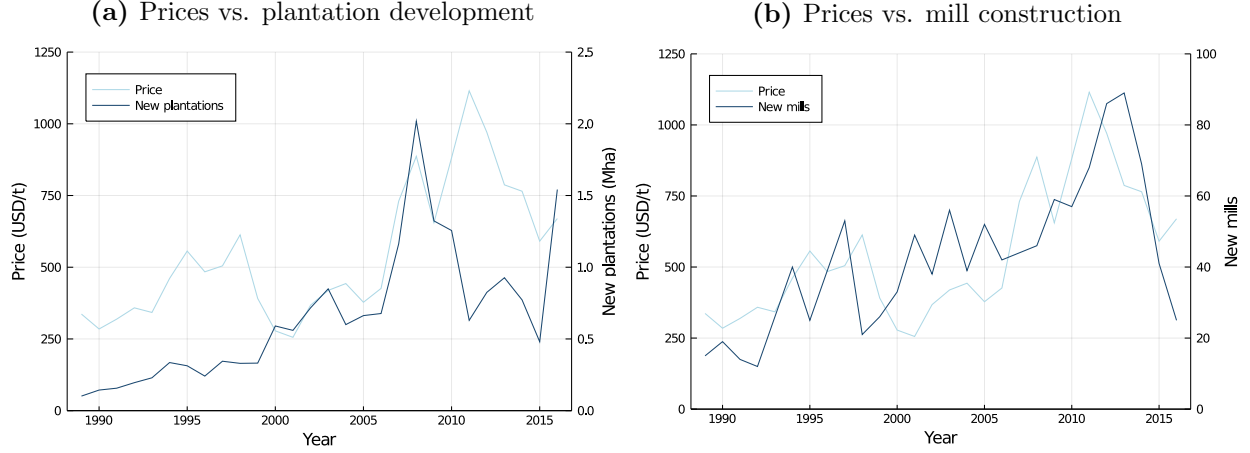 (a) Prices vs. plantation development
1250
1000
750
500
250
0
Price (USD/t)
Price
New plantations
2.5
2.0
1.5
1.0
0.5
0.0
New plantations (Mha)
1990 1995 2000 2005 2010 2015
Year
(b) Prices vs. mill construction
1250
1000
750
500
250
0
Price (USD/t)
Price
New mills
100
80
60
40
20
0
New mills
1990 1995 2000 2005 2010 2015
Year